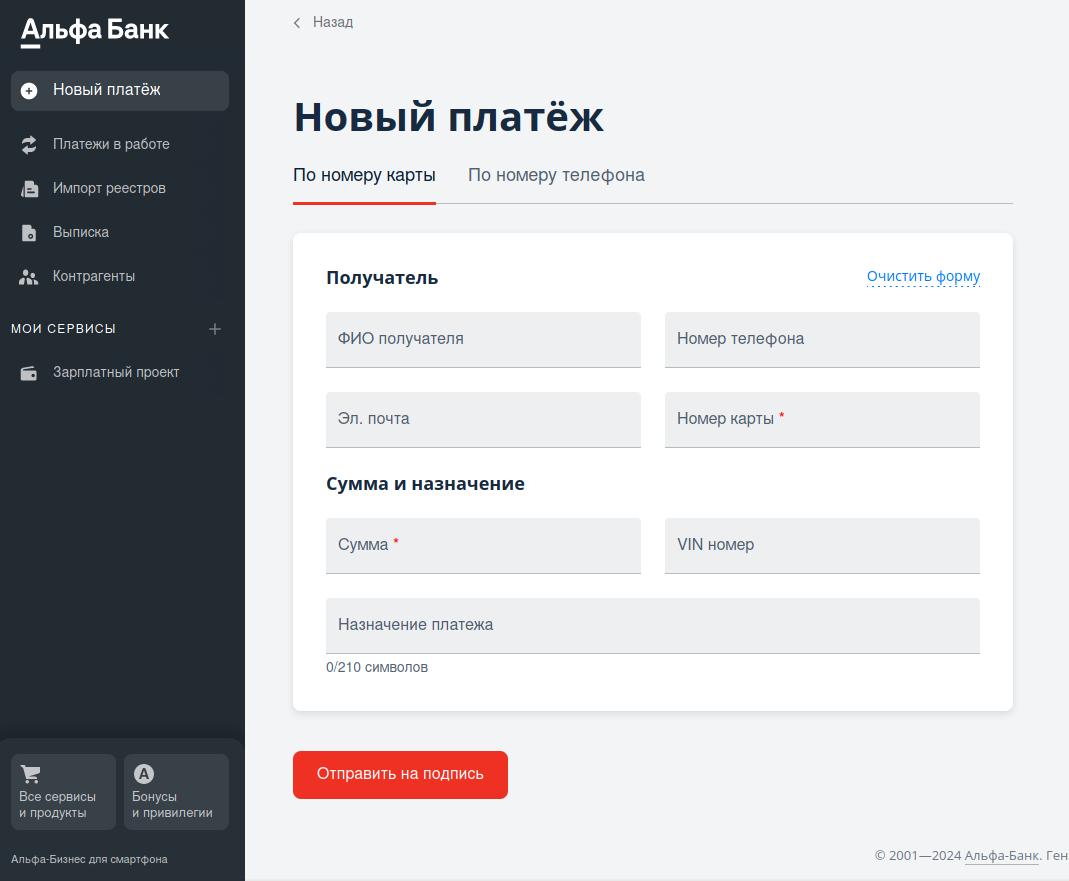 Альфа Банк
Новый платёж
Платежи в работе
Импорт реестров
Выписка
Контрагенты
МОИ СЕРВИСЫ
Зарплатный проект
Все сервисы
и продукты
Бонусы
и привилегии
Альфа-Бизнес для смартфона
Назад
Новый платёж
По номеру карты
По номеру телефона
Получатель
Очистить форму
ФИО получателя
Номер телефона
Эл. почта
Номер карты *
Сумма и назначение
Сумма *
VIN номер
Назначение платежа
0/210 символов
Отправить на подпись
© 2001—2024 Альфа-Банк. Ген